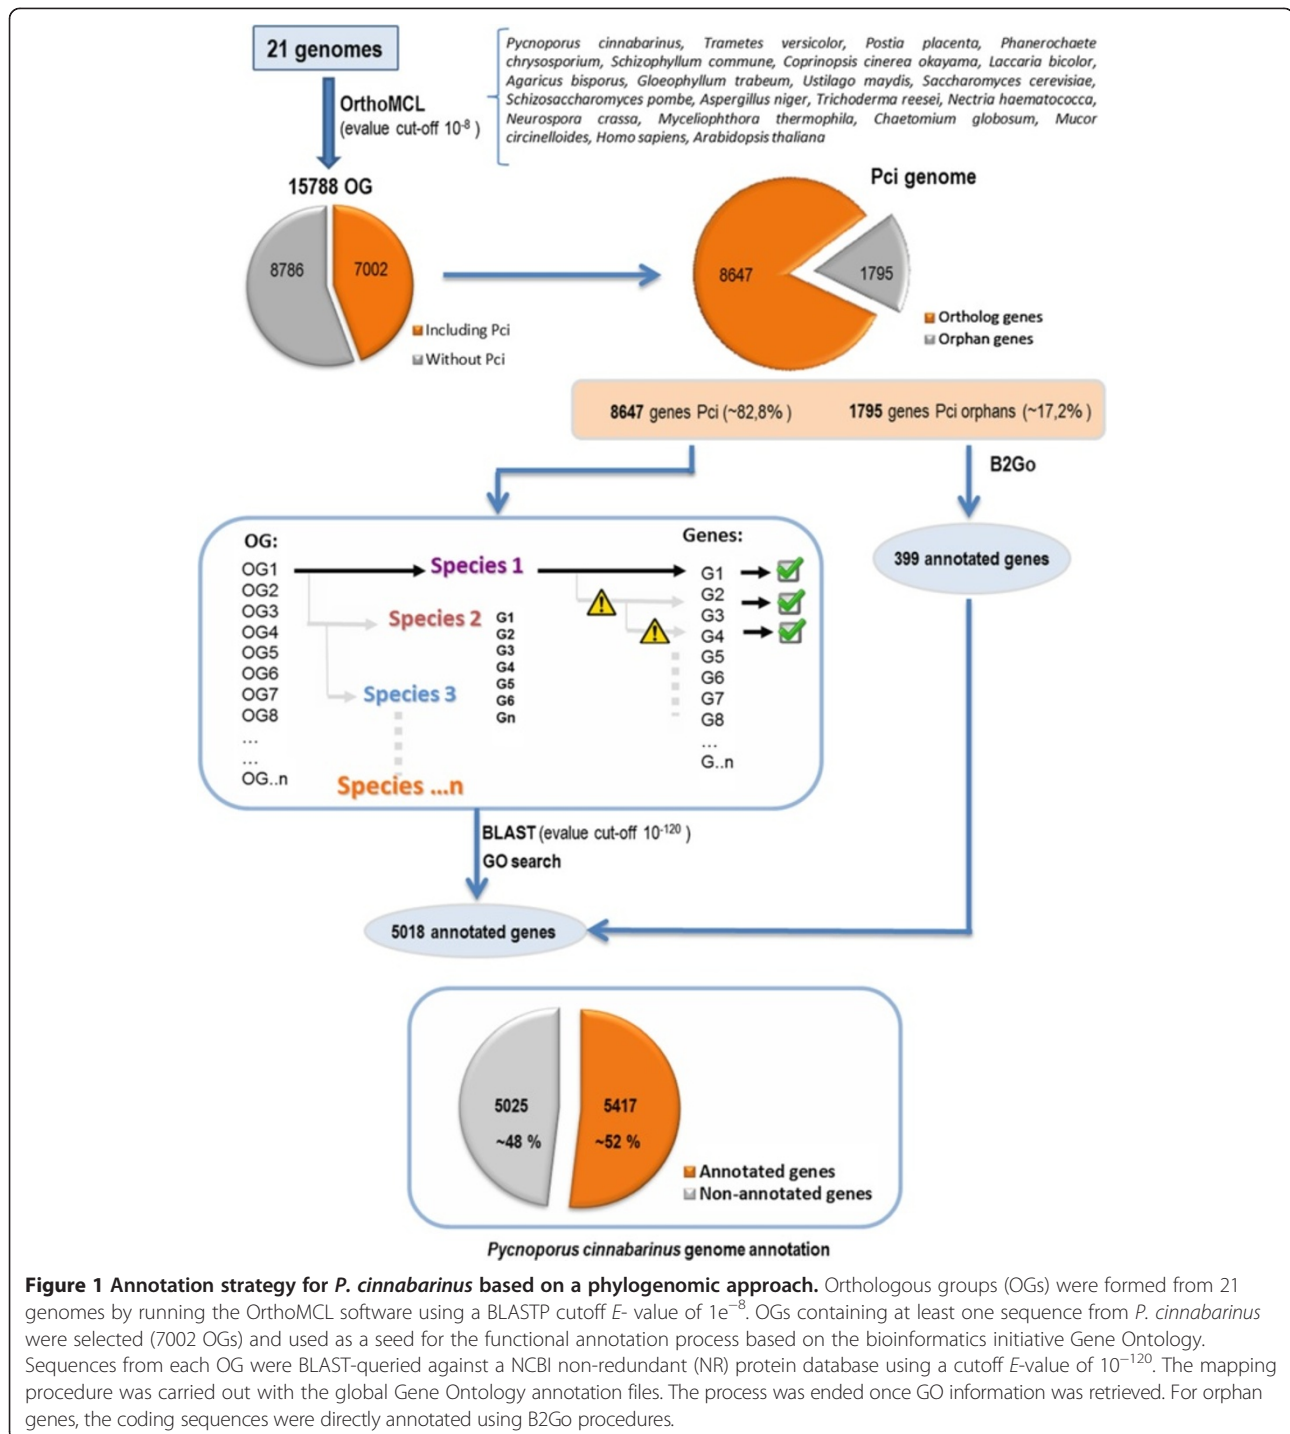 21 genomes
OrthoMCL
(evalue cut-off 10-8 )
Pycnoporus cinnabarinus, Trametes versicolor, Postia placenta, Phanerochaete
chrysosporium, Schizophyllum commune, Coprinopsis cinerea okayama, Laccaria bicolor,
Agaricus bisporus, Gloeophyllum trabeum, Ustilago maydis, Saccharomyces cerevisiae,
Schizosaccharomyces pombe, Aspergillus niger, Trichoderma reesei, Nectria haematococca,
Neurospora crassa, Myceliophthora thermophila, Chaetomium globosum, Mucor
circinelloides, Homo sapiens, Arabidopsis thaliana
15788 OG
8786
7002
Including Pci
Without Pci
Pci genome
8647
1795
Ortholog genes
Orphan genes
8647 genes Pci (~82,8% )
1795 genes Pci orphans (~17,2% )
B2Go
399 annotated genes
OG:
OG1
OG2
OG3
OG4
OG5
OG6
OG7
OG8
...
...
OG..n
Species 1
Species 2
Species 3
Species ...n
G1
G2
G3
G4
G5
G6
Gn
Genes:
G1
G2
G3
G4
G5
G6
G7
G8
...
G..n
BLAST (evalue cut-off 10-120 )
GO search
5018 annotated genes
5025
~48 %
5417
~52 %
Annotated genes
Non-annotated genes
Pycnoporus cinnabarinus genome annotation
Figure 1 Annotation strategy for P. cinnabarinus based on a phylogenomic approach. Orthologous groups (OGs) were formed from 21
genomes by running the OrthoMCL software using a BLASTP cutoff E- value of 1e−8. OGs containing at least one sequence from P. cinnabarinus
were selected (7002 OGs) and used as a seed for the functional annotation process based on the bioinformatics initiative Gene Ontology.
Sequences from each OG were BLAST-queried against a NCBI non-redundant (NR) protein database using a cutoff E-value of 10−120. The mapping
procedure was carried out with the global Gene Ontology annotation files. The process was ended once GO information was retrieved. For orphan
genes, the coding sequences were directly annotated using B2Go procedures.